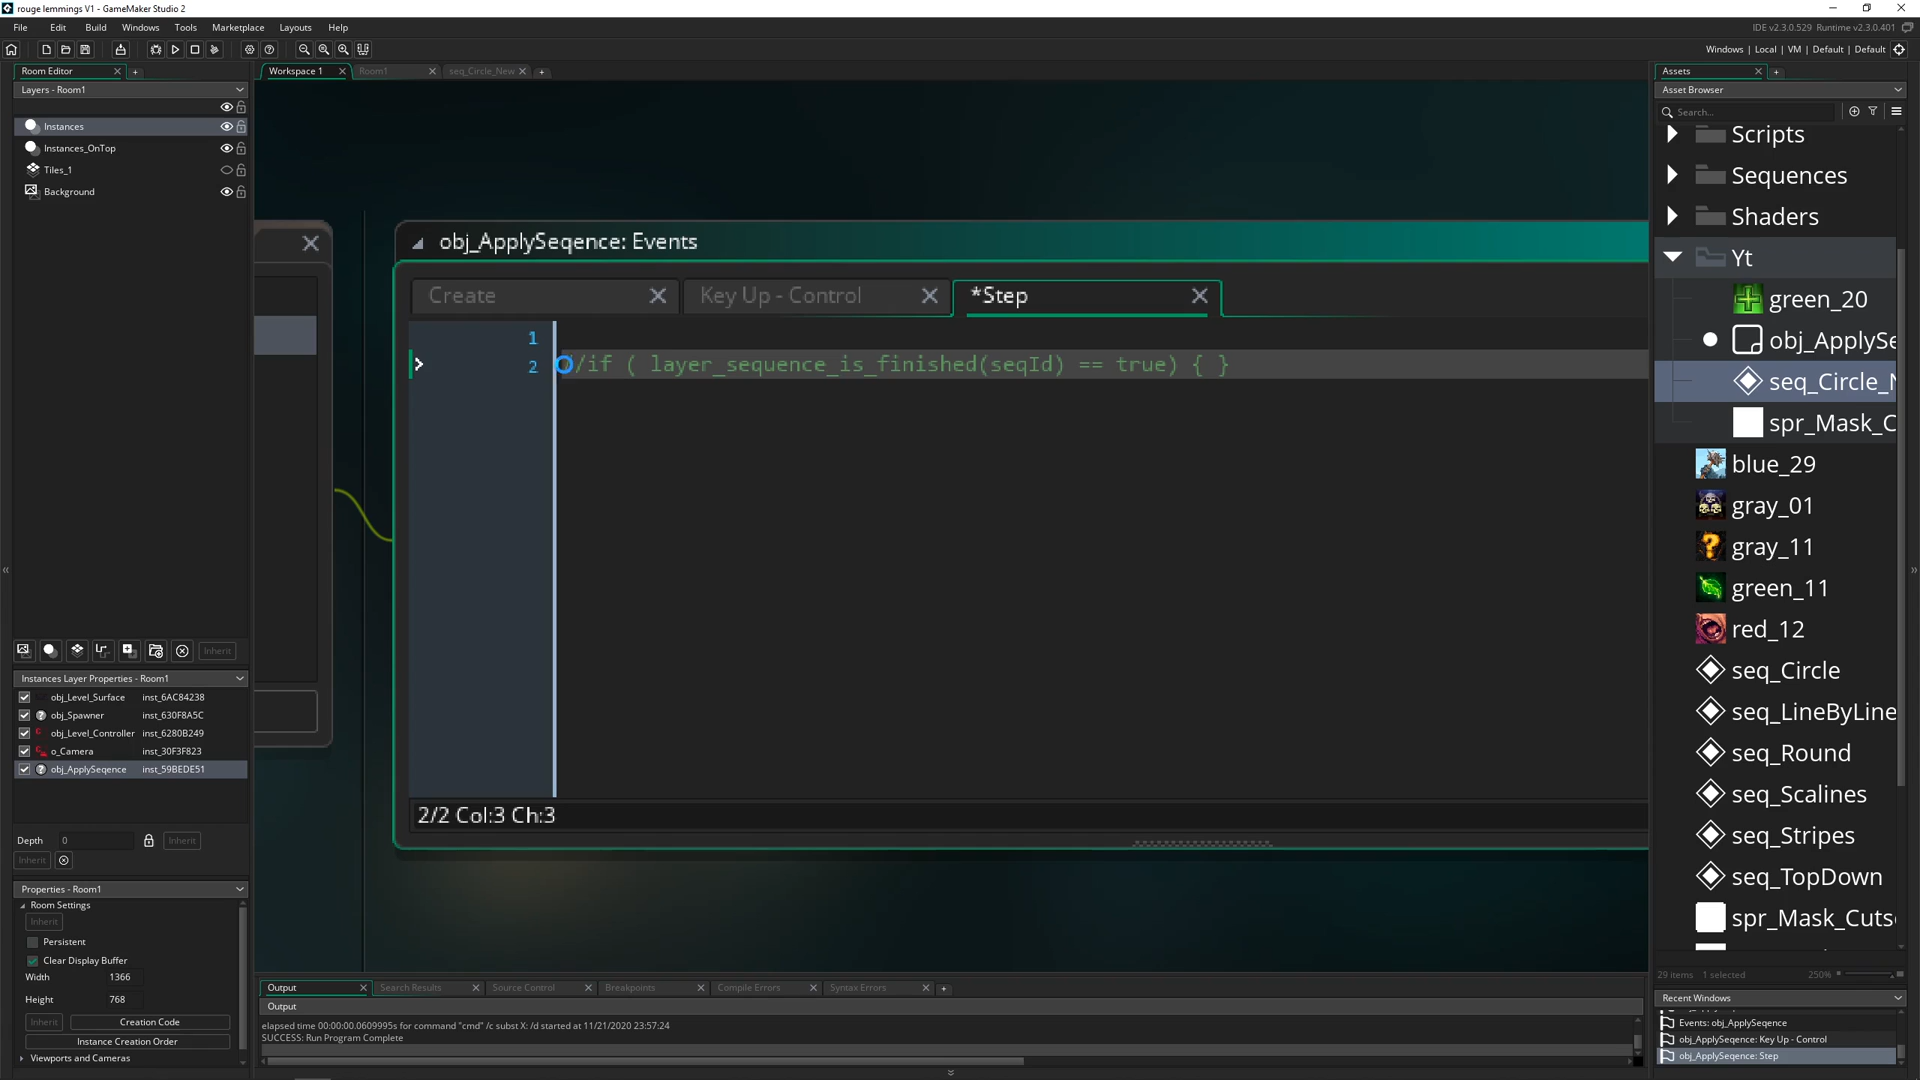 rouge lemmings V1 - GameMaker Studio 2
File Edit Build Windows Tools Marketplace Layouts Help
IDE v2.3.0.529 Runtime v2.3.0.401
Windows | Local | VM | Default | Default
Room Editor
Workspace 1 Room1 seq_Circle_New
Assets
Layers - Room1
Asset Browser
Search...
Instances
Instances_OnTop
Tiles_1
Background
obj_ApplySeqence: Events
Create Key Up - Control *Step
1
2 //if ( layer_sequence_is_finished(seqId) == true) { }
2/2 Col:3 Ch:3
Scripts
Sequences
Shaders
Yt
green_20
obj_ApplySe
seq_Circle_N
spr_Mask_C
blue_29
gray_01
gray_11
green_11
red_12
seq_Circle
seq_LineByLine
seq_Round
seq_Scalines
seq_Stripes
seq_TopDown
spr_Mask_Cuts
29 items 1 selected 250%
Inherit
Instances Layer Properties - Room1
obj_Level_Surface inst_6AC84238
obj_Spawner inst_630F8A5C
obj_Level_Controller inst_6280B249
o_Camera inst_30F3F823
obj_ApplySeqence inst_59BEDE51
Depth 0 Inherit
Inherit
Properties - Room1
Room Settings
Inherit
Persistent
Clear Display Buffer
Width 1366
Height 768
Inherit Creation Code
Instance Creation Order
Viewports and Cameras
Output Search Results Source Control Breakpoints Compile Errors Syntax Errors
Output
elapsed time 00:00:00.0609995s for command "cmd" /c subst X: /d started at 11/21/2020 23:57:24
SUCCESS: Run Program Complete
Recent Windows
Events: obj_ApplySeqence
obj_ApplySeqence: Key Up - Control
obj_ApplySeqence: Step